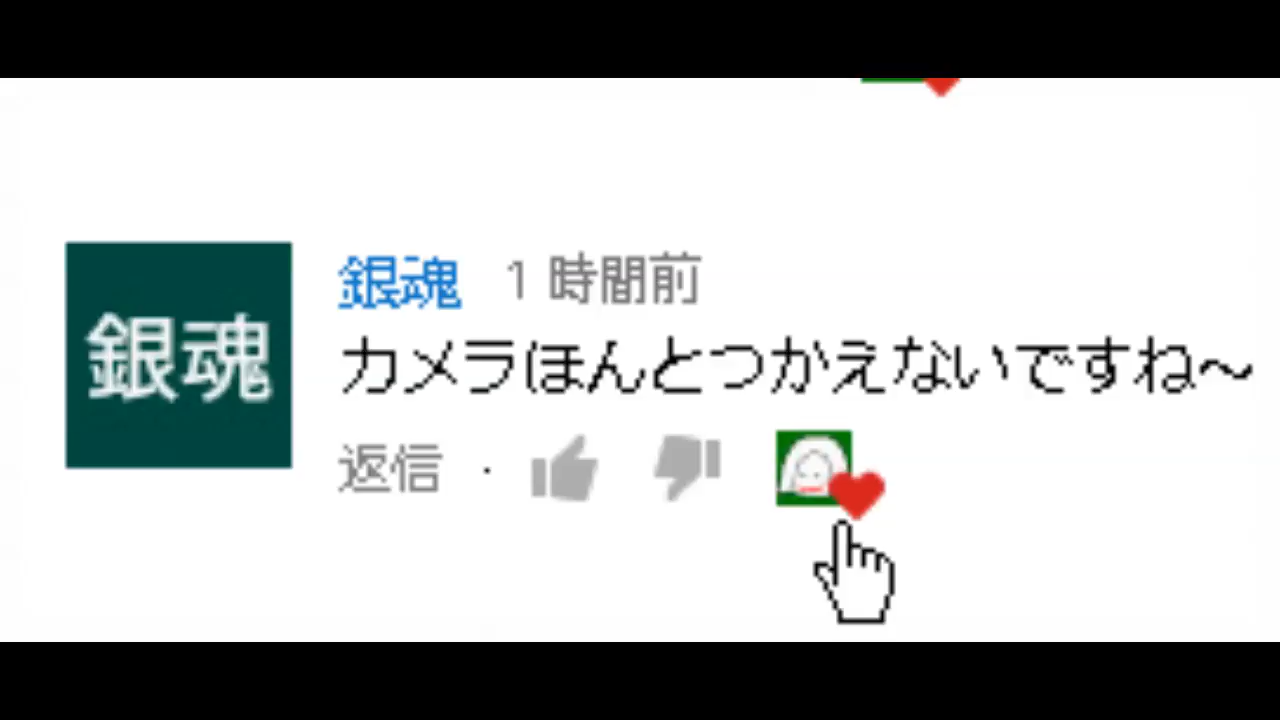 銀魂
銀魂 1 時間前
カメラほんとつかえないですね～
返信 ·